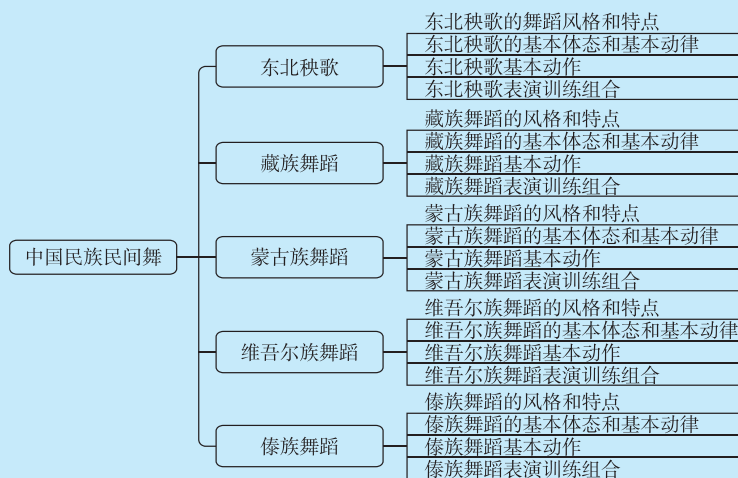 中国民族民间舞
东北秧歌
东北秧歌的舞蹈风格和特点
东北秧歌的基本体态和基本动律
东北秧歌基本动作
东北秧歌表演训练组合
藏族舞蹈
藏族舞蹈的风格和特点
藏族舞蹈的基本体态和基本动律
藏族舞蹈基本动作
藏族舞蹈表演训练组合
蒙古族舞蹈
蒙古族舞蹈的风格和特点
蒙古族舞蹈的基本体态和基本动律
蒙古族舞蹈基本动作
蒙古族舞蹈表演训练组合
维吾尔族舞蹈
维吾尔族舞蹈的风格和特点
维吾尔族舞蹈的基本体态和基本动律
维吾尔族舞蹈基本动作
维吾尔族舞蹈表演训练组合
傣族舞蹈
傣族舞蹈的风格和特点
傣族舞蹈的基本体态和基本动律
傣族舞蹈基本动作
傣族舞蹈表演训练组合